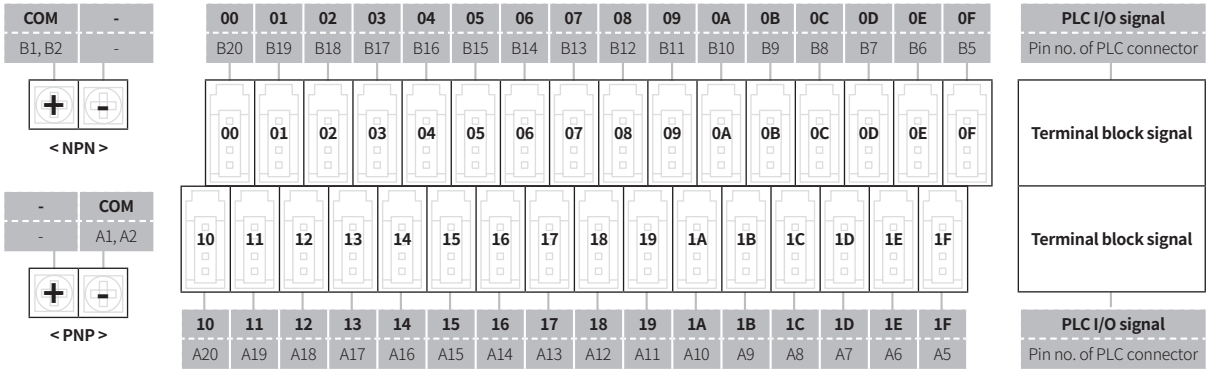 COM - 00 01 02 03 04 05 06 07 08 09 0A 0B 0C 0D 0E 0F PLC I/O signal
B1, B2 - B20 B19 B18 B17 B16 B15 B14 B13 B12 B11 B10 B9 B8 B7 B6 B5 Pin no. of PLC connector
+ -
00 01 02 03 04 05 06 07 08 09 0A 0B 0C 0D 0E 0F Terminal block signal
< NPN >
- COM
- A1, A2
10 11 12 13 14 15 16 17 18 19 1A 1B 1C 1D 1E 1F Terminal block signal
+ -
< PNP >
10 11 12 13 14 15 16 17 18 19 1A 1B 1C 1D 1E 1F PLC I/O signal
A20 A19 A18 A17 A16 A15 A14 A13 A12 A11 A10 A9 A8 A7 A6 A5 Pin no. of PLC connector